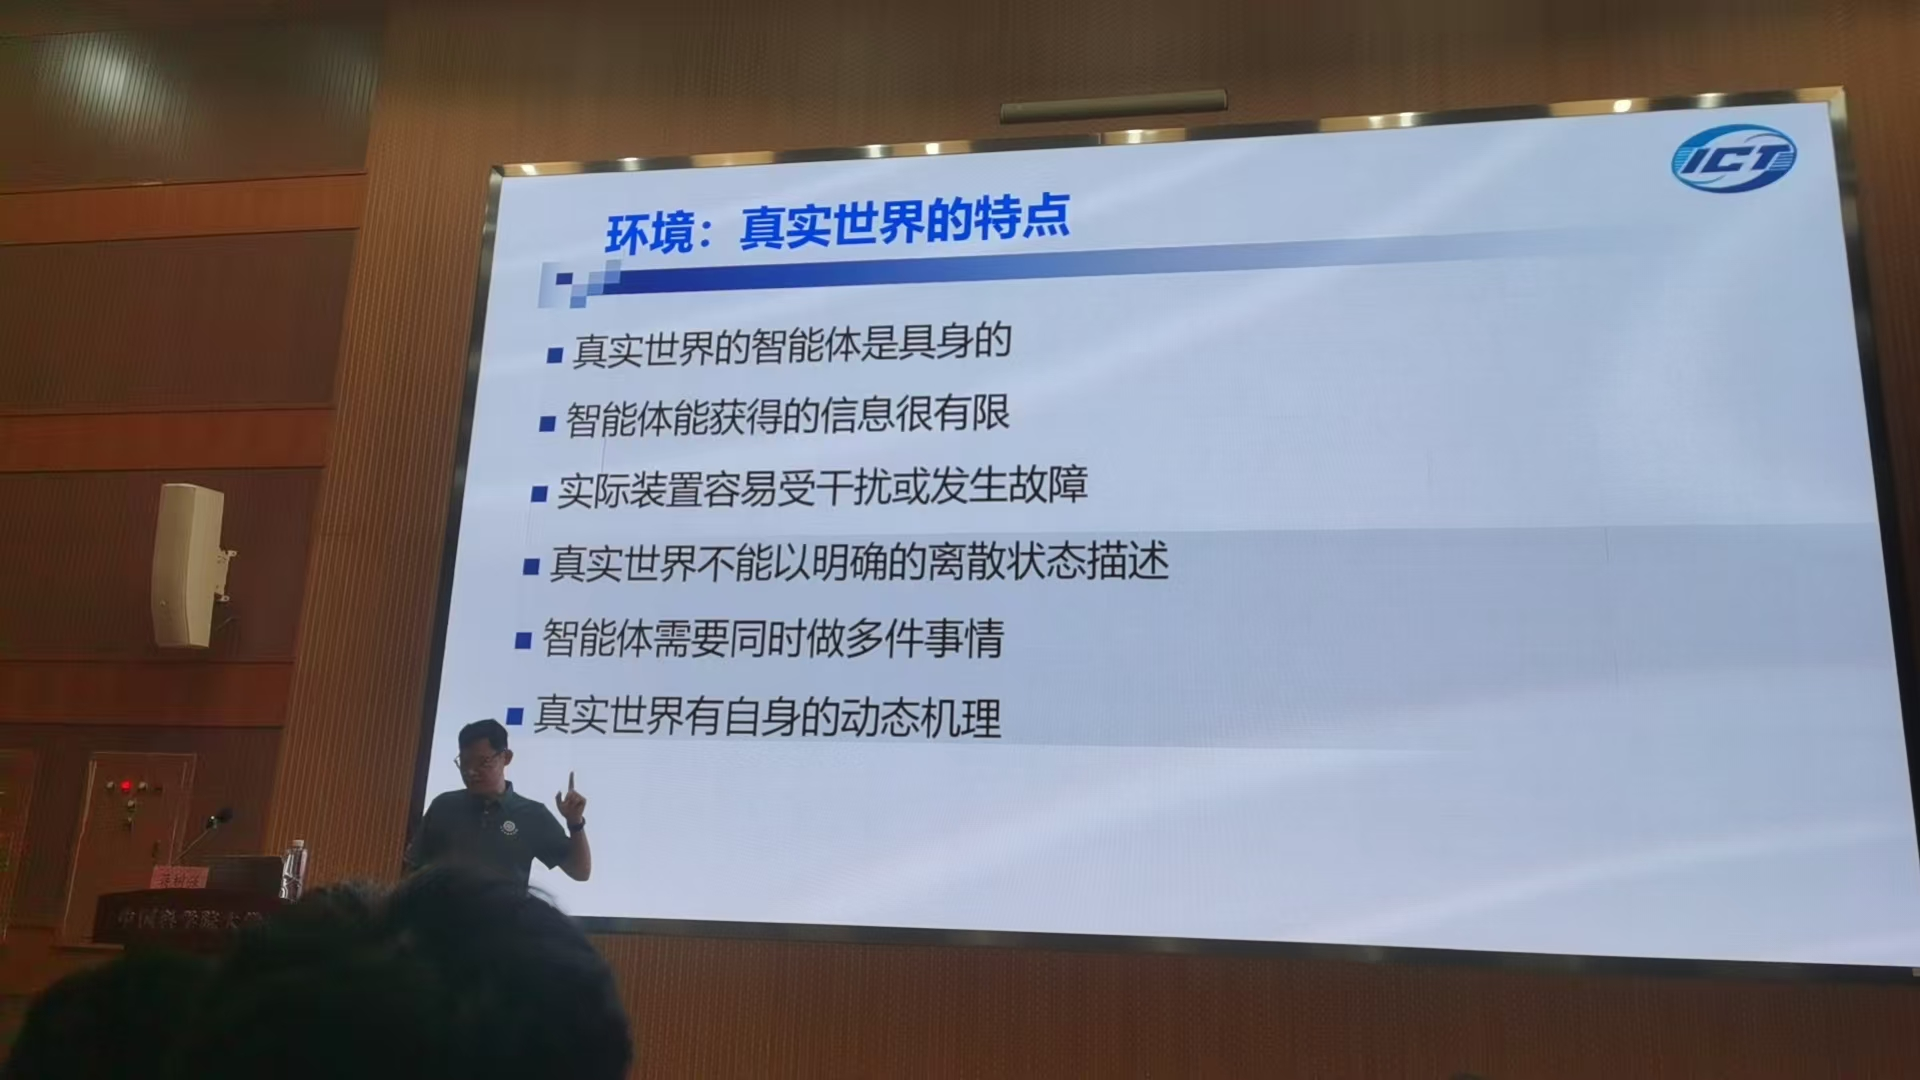 ICT
环境：真实世界的特点
■ 真实世界的智能体是具身的
■ 智能体能获得的信息很有限
■ 实际装置容易受干扰或发生故障
■ 真实世界不能以明确的离散状态描述
■ 智能体需要同时做多件事情
■ 真实世界有自身的动态机理
中国科学院大学